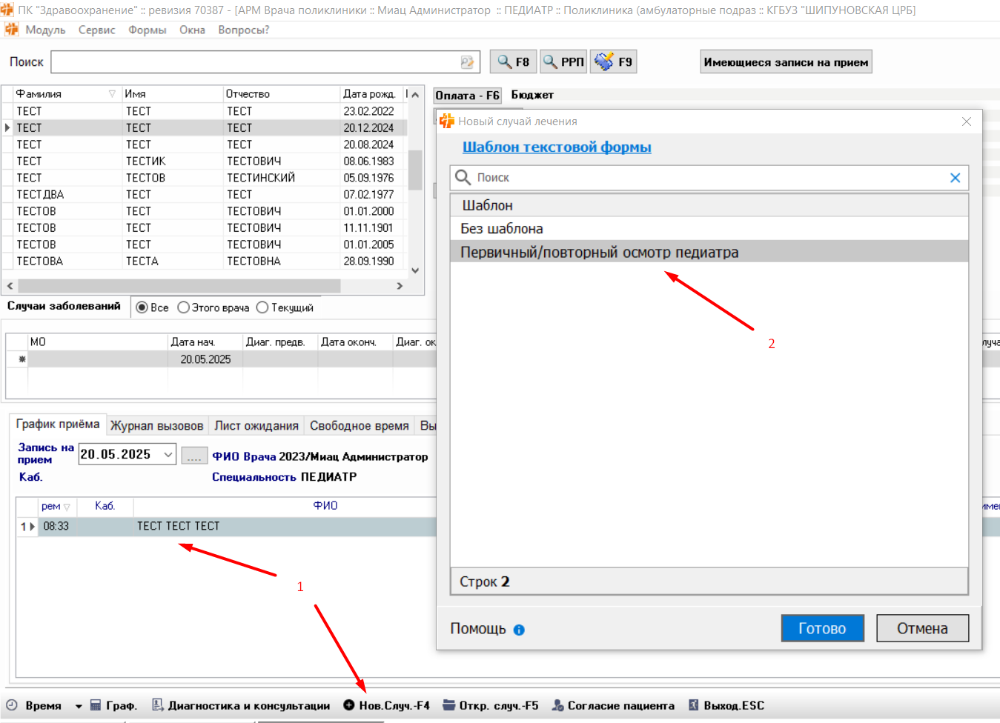 ПК "Здравоохранение" :: ревизия 70387 - [АРМ Врача поликлиники :: Миац Администратор :: ПЕДИАТР :: Поликлиника (амбулаторные подраз :: КГБУЗ "ШИПУНОВСКАЯ ЦРБ]
Модуль Сервис Формы Окна Вопросы?
Поиск F8 РРП F9 Имеющиеся записи на прием
Фамилия Имя Отчество Дата рожд.
ТЕСТ ТЕСТ ТЕСТ 23.02.2022
ТЕСТ ТЕСТ ТЕСТ 20.12.2024
ТЕСТ ТЕСТ ТЕСТ 20.08.2024
ТЕСТ ТЕСТИК ТЕСТОВИЧ 08.06.1983
ТЕСТ ТЕСТОВ ТЕСТИНСКИЙ 05.09.1976
ТЕСТДВА ТЕСТ ТЕСТ 07.02.1977
ТЕСТОВ ТЕСТ ТЕСТОВИЧ 01.01.2000
ТЕСТОВ ТЕСТ ТЕСТОВИЧ 11.11.1901
ТЕСТОВ ТЕСТ ТЕСТОВИЧ 01.01.2005
ТЕСТОВА ТЕСТА ТЕСТОВНА 28.09.1990
Оплата - F6 Бюджет
Случаи заболеваний Все Этого врача Текущий
МО Дата нач. Диаг. предв. Дата оконч. Диаг. ок луча
20.05.2025
График приёма Журнал вызовов Лист ожидания Свободное время Вы
Запись на прием 20.05.2025 .... ФИО Врача 2023/Миац Администратор
Каб. Специальность ПЕДИАТР
рем Каб. ФИО име
1 08:33 ТЕСТ ТЕСТ ТЕСТ
1
Новый случай лечения
Шаблон текстовой формы
Поиск
Шаблон
Без шаблона
Первичный/повторный осмотр педиатра
2
Строк 2
Помощь Готово Отмена
Время Граф. Диагностика и консультации Нов.Случ.-F4 Откр. случ.-F5 Согласие пациента Выход.ESC